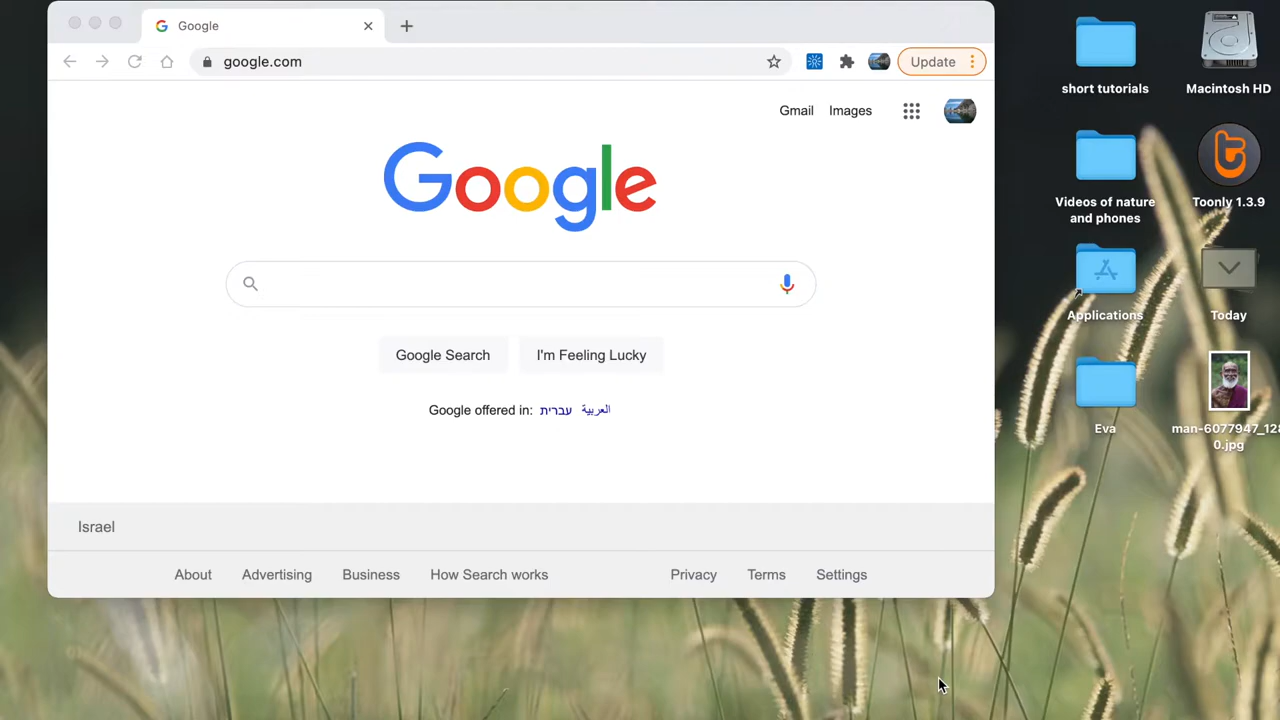 Google
google.com
Update
Gmail Images
Google
Google Search I'm Feeling Lucky
Google offered in: עברית العربية
Israel
About Advertising Business How Search works Privacy Terms Settings
short tutorials
Macintosh HD
Videos of nature
and phones
Toonly 1.3.9
Applications
Today
Eva
man-6077947_128
0.jpg